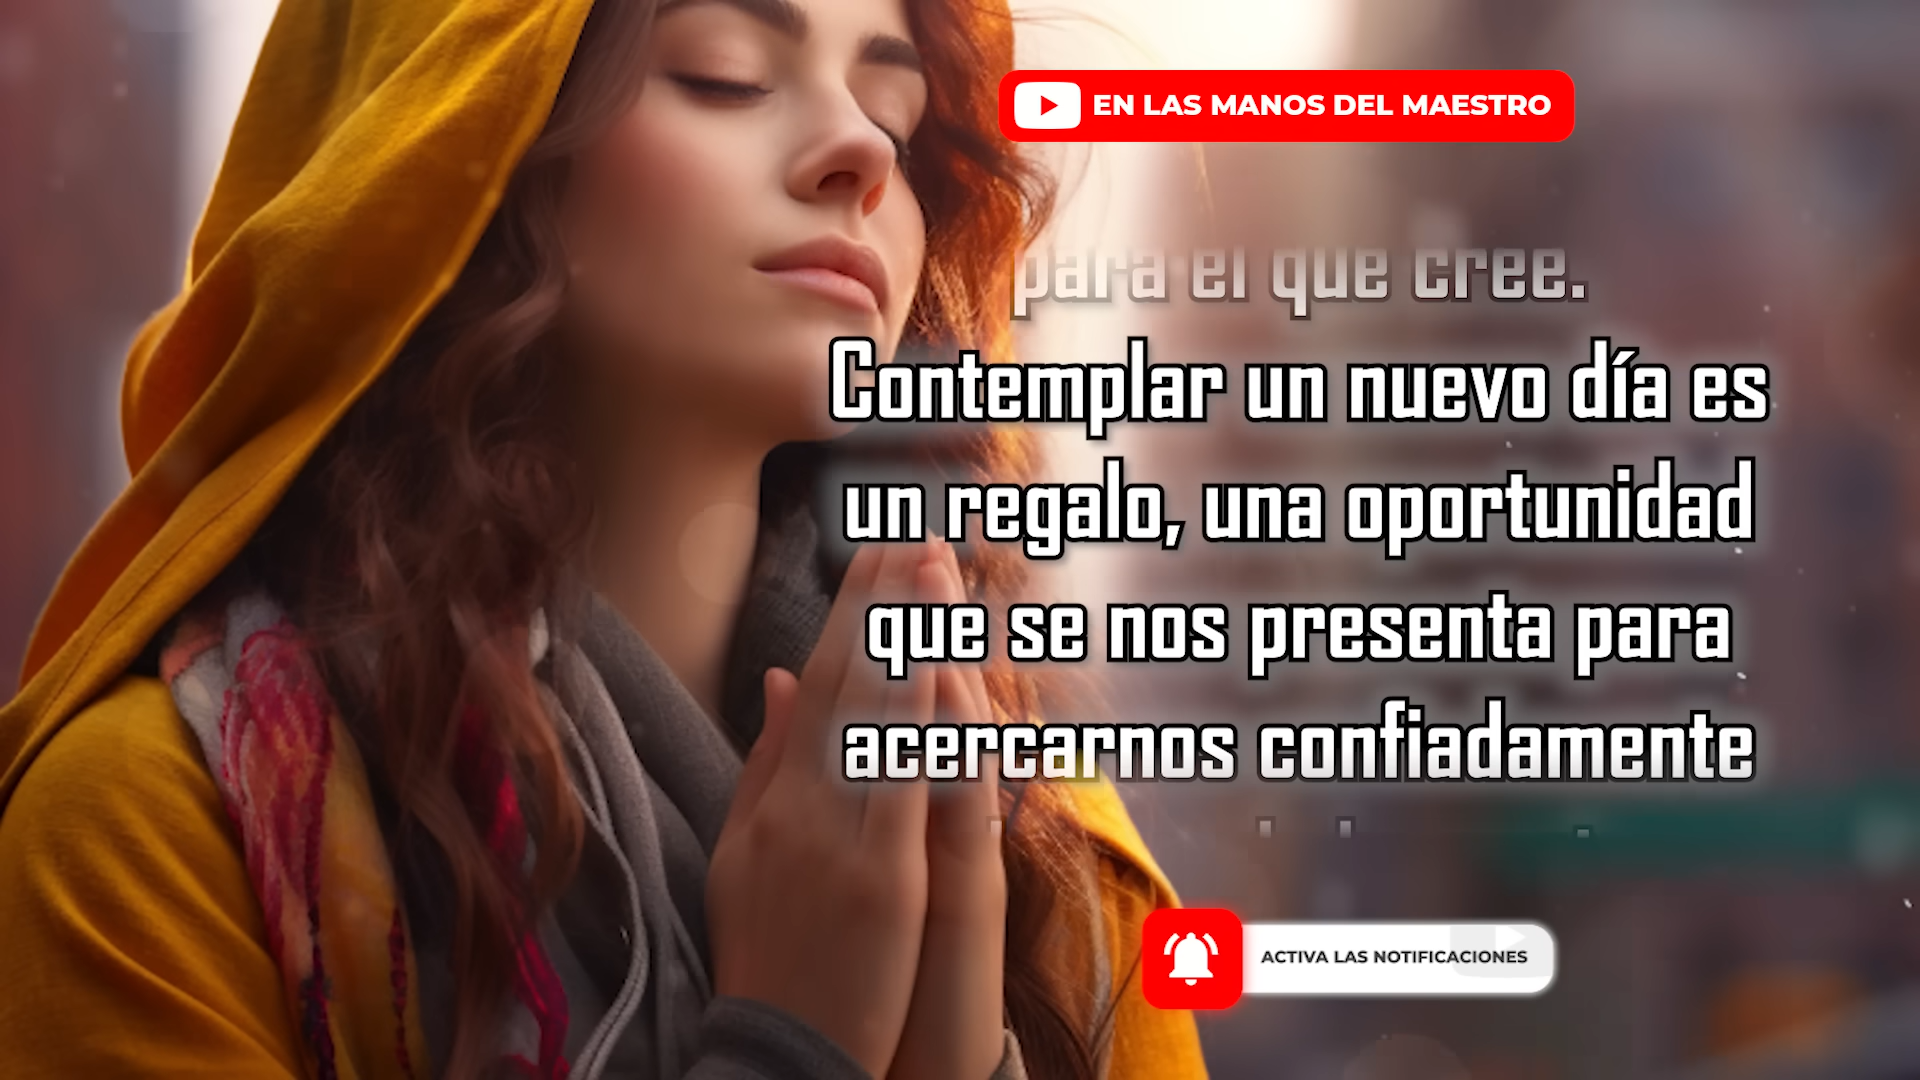 EN LAS MANOS DEL MAESTRO
para el que cree.
Contemplar un nuevo día es
un regalo, una oportunidad
que se nos presenta para
acercarnos confiadamente
ACTIVA LAS NOTIFICACIONES